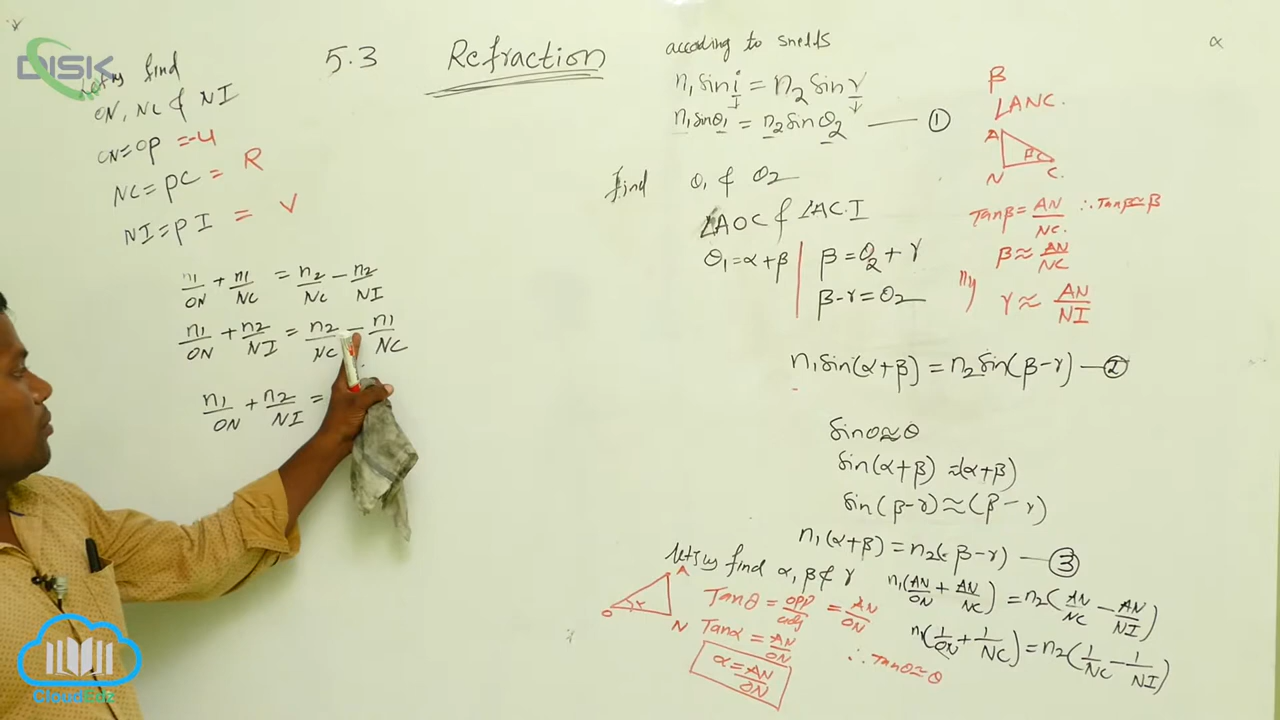 DISK
Let us find
ON, NC & NI
ON = OP = -u
NC = PC = R
NI = PI = V
n1/ON + n1/NC = n2/NC - n2/NI
n1/ON + n2/NI = n2/NC - n1/NC
n1/ON + n2/NI =
5.3 Refraction
according to snells
n1 sin i = n2 sin r
n1 sinθ1 = n2 sinθ2 — ①
find θ1 & θ2
∠AOC & ∠ACI
θ1 = α + β
β = θ2 + γ
β - γ = θ2
n1 sin(α+β) = n2 sin(β-γ) — ②
sinθ ≈ θ
sin(α+β) ≈ (α+β)
sin(β-γ) ≈ (β-γ)
n1(α+β) = n2(β-γ) — ③
let us find α, β & γ
A
O α
N
Tanθ = opp/adj = AN/ON
Tanα = AN/ON
α = AN/ON
∴ Tanθ ≈ θ
n1(AN/ON + AN/NC) = n2(AN/NC - AN/NI)
n1(1/ON + 1/NC) = n2(1/NC - 1/NI)
α
β
∠ANC.
A
β
N C.
Tanβ = AN/NC. ∴ Tanβ ≈ β
β ≈ AN/NC
lly γ ≈ AN/NI
CloudEdz